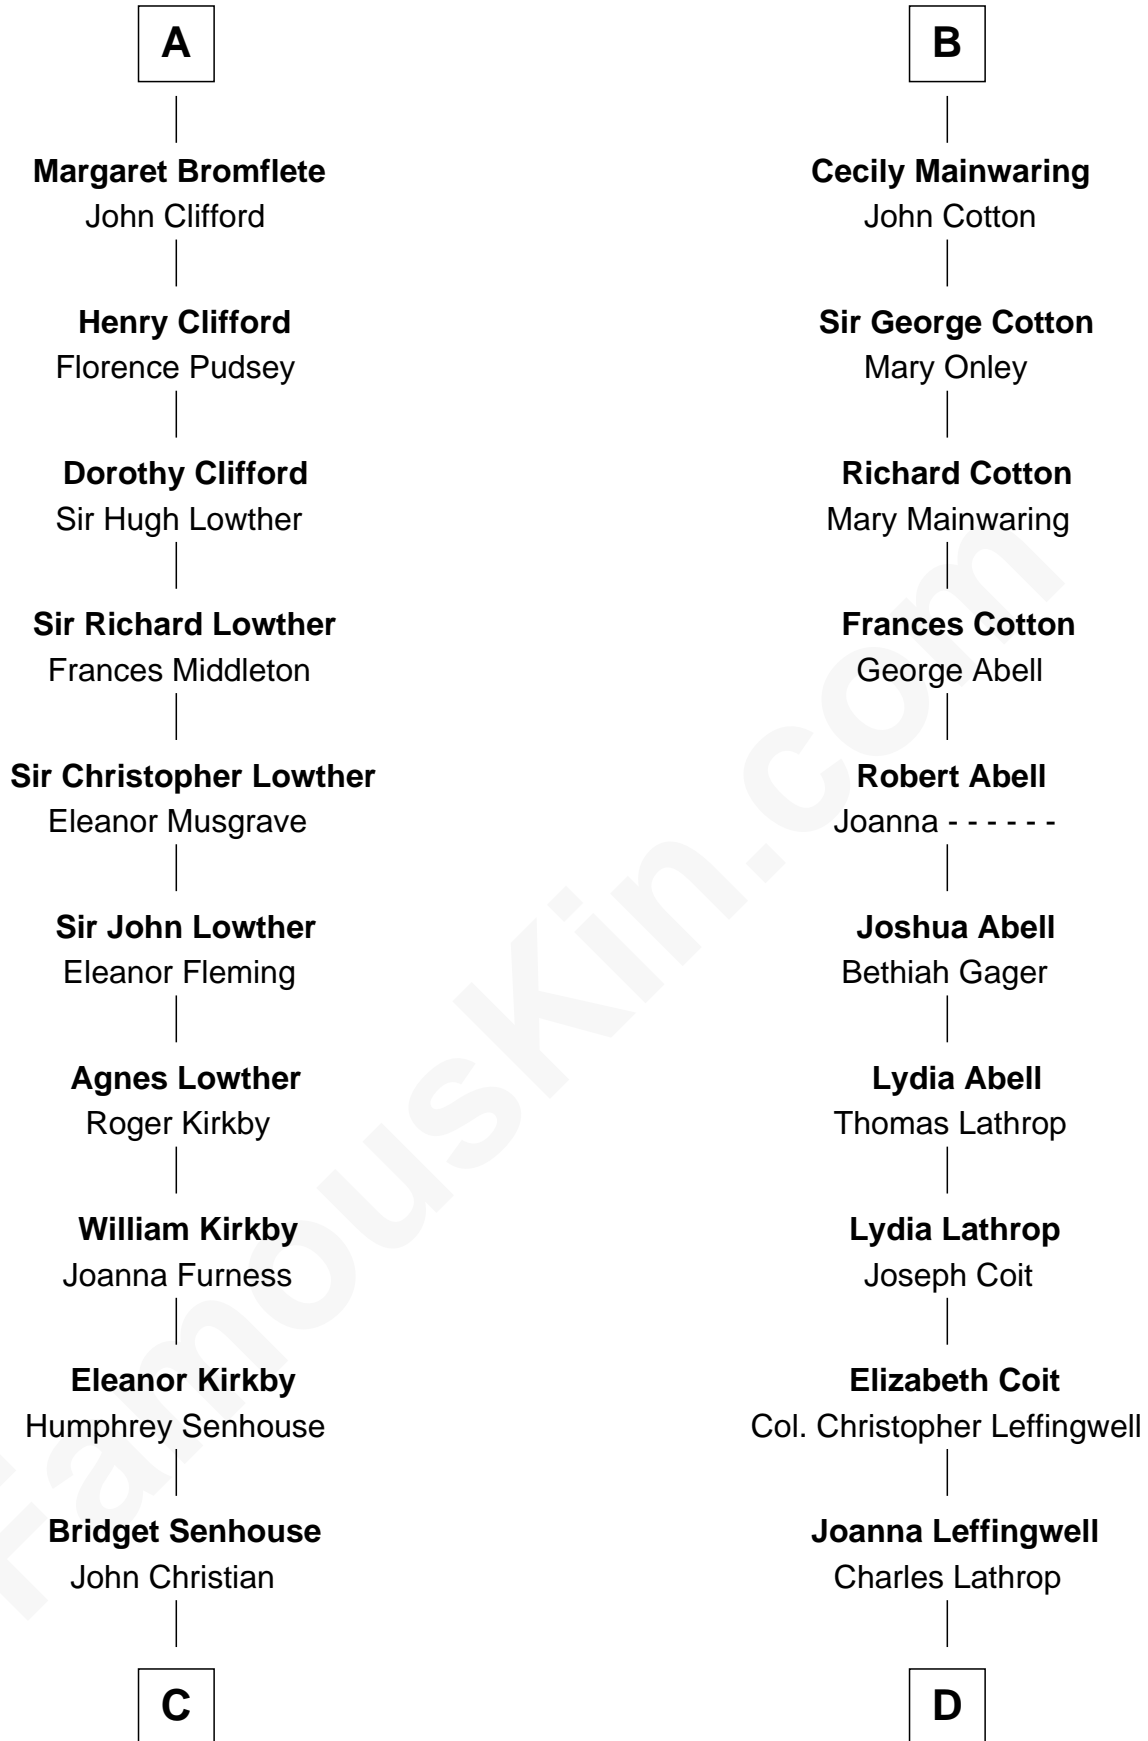 A
Margaret Bromflete
John Clifford
Henry Clifford
Florence Pudsey
Dorothy Clifford
Sir Hugh Lowther
Sir Richard Lowther
Frances Middleton
Sir Christopher Lowther
Eleanor Musgrave
Sir John Lowther
Eleanor Fleming
Agnes Lowther
Roger Kirkby
William Kirkby
Joanna Furness
Eleanor Kirkby
Humphrey Senhouse
Bridget Senhouse
John Christian
C
B
Cecily Mainwaring
John Cotton
Sir George Cotton
Mary Onley
Richard Cotton
Mary Mainwaring
Frances Cotton
George Abell
Robert Abell
Joanna - - - - - -
Joshua Abell
Bethiah Gager
Lydia Abell
Thomas Lathrop
Lydia Lathrop
Joseph Coit
Elizabeth Coit
Col. Christopher Leffingwell
Joanna Leffingwell
Charles Lathrop
D
FamousKin.com